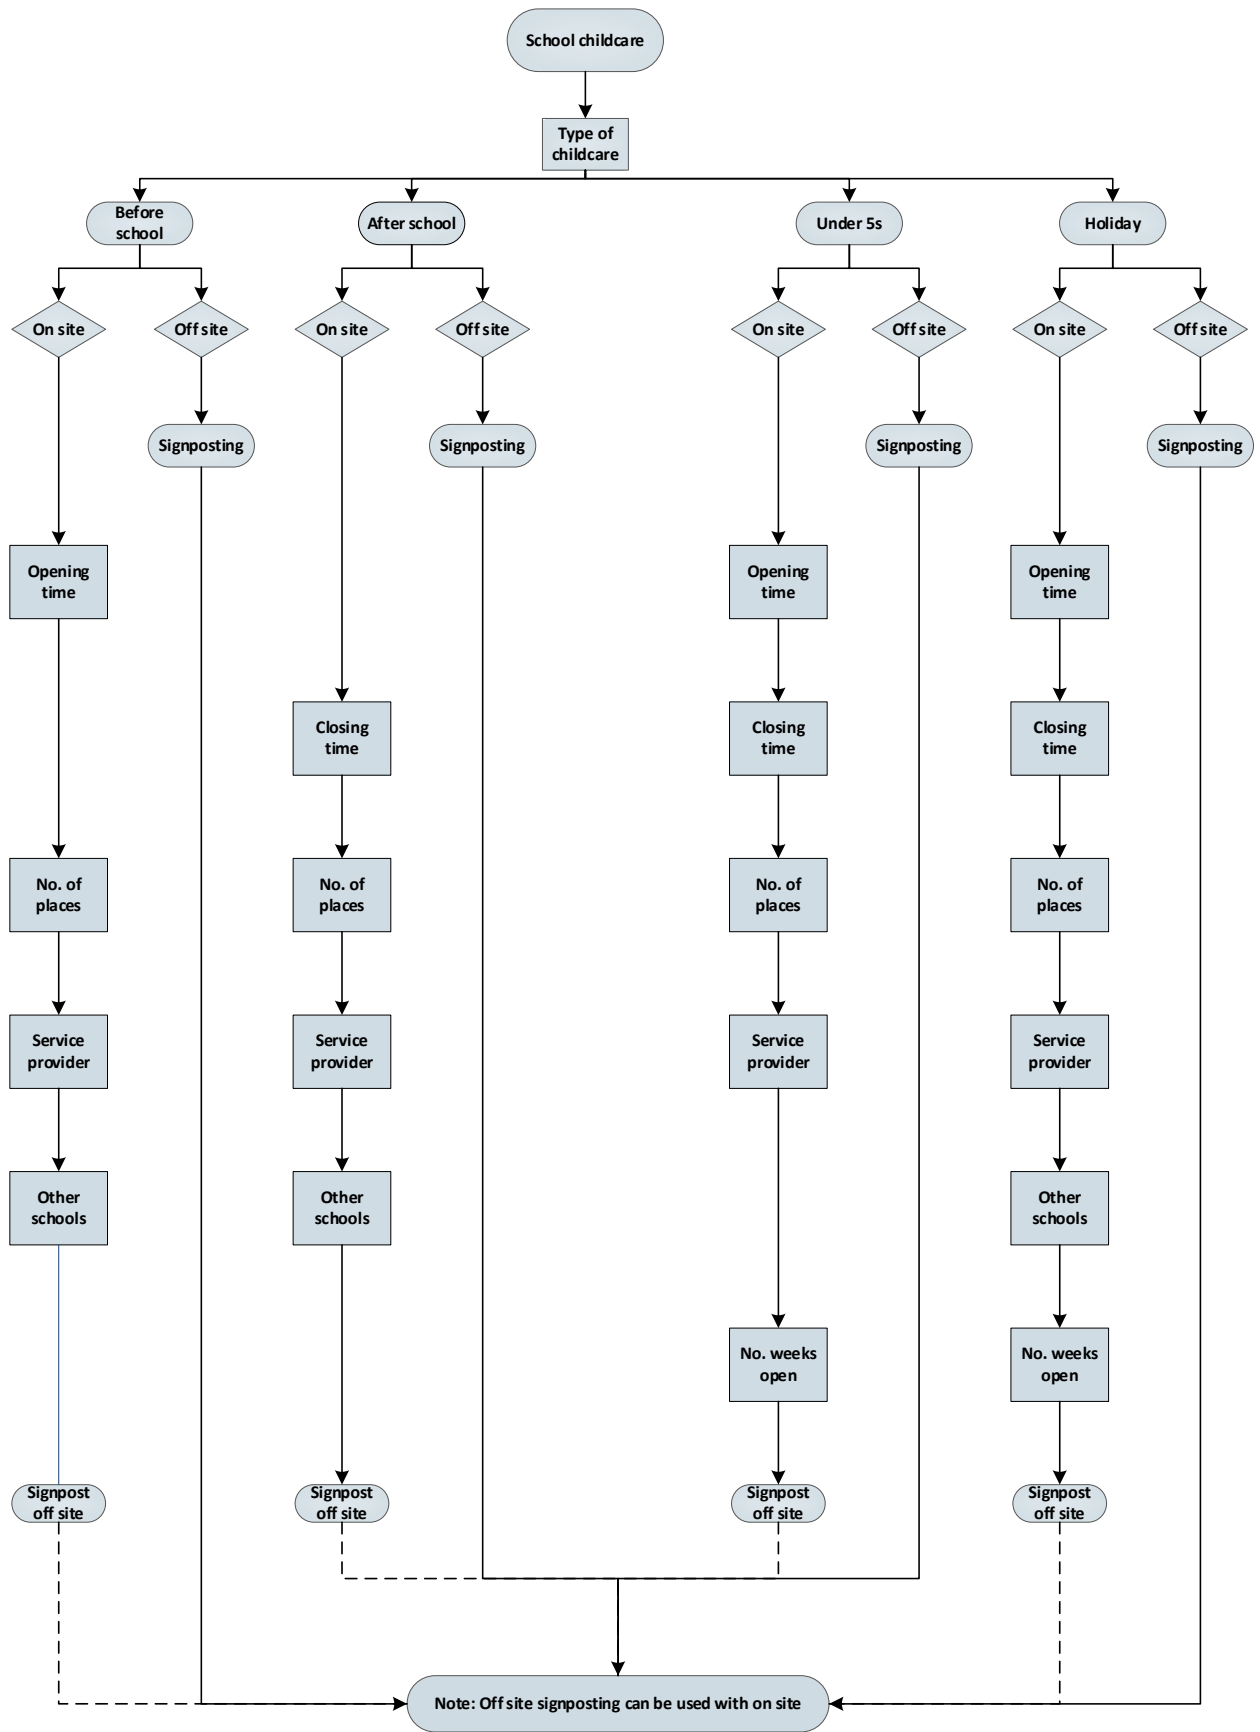 School childcare
Type of
childcare
Before
school
After school
Under 5s
Holiday
On site
Off site
On site
Off site
On site
Off site
On site
Off site
Signposting
Signposting
Signposting
Signposting
Opening
time
Opening
time
Opening
time
Closing
time
Closing
time
Closing
time
No. of
places
No. of
places
No. of
places
No. of
places
Service
provider
Service
provider
Service
provider
Service
provider
Other
schools
Other
schools
Other
schools
No. weeks
open
No. weeks
open
Signpost
off site
Signpost
off site
Signpost
off site
Signpost
off site
Note: Off site signposting can be used with on site